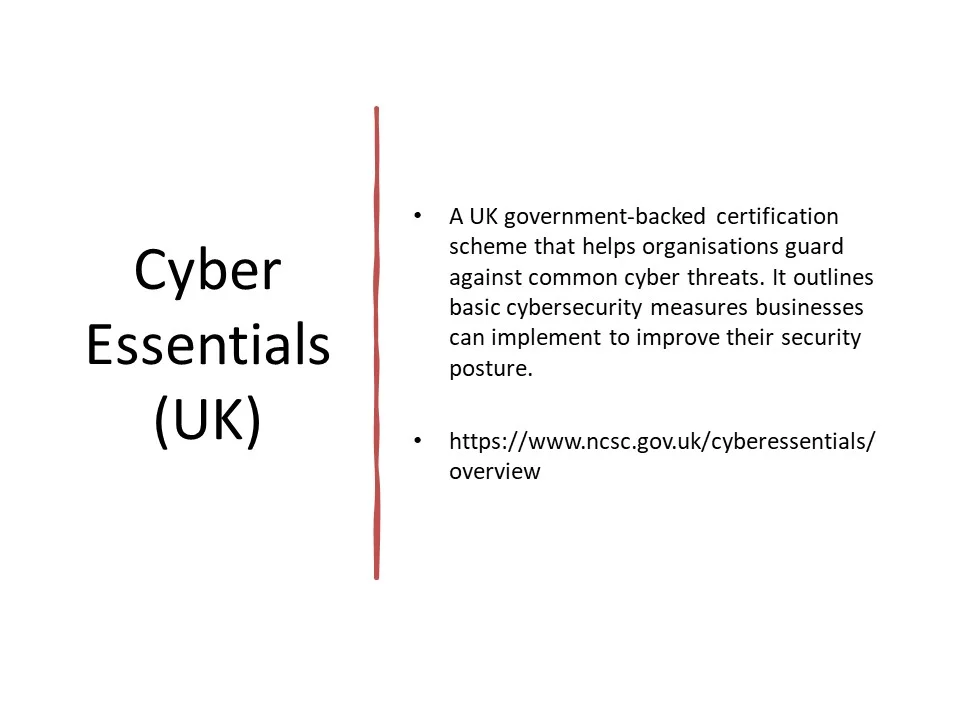 Cyber
Essentials
(UK)
• A UK government-backed certification
scheme that helps organisations guard
against common cyber threats. It outlines
basic cybersecurity measures businesses
can implement to improve their security
posture.
• https://www.ncsc.gov.uk/cyberessentials/
overview